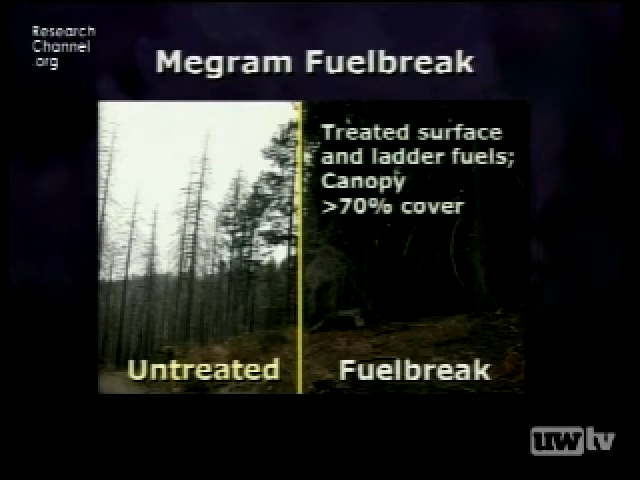 Research
Channel
.org
Megram Fuelbreak
Treated surface
and ladder fuels;
Canopy
>70% cover
Untreated
Fuelbreak
uwtv